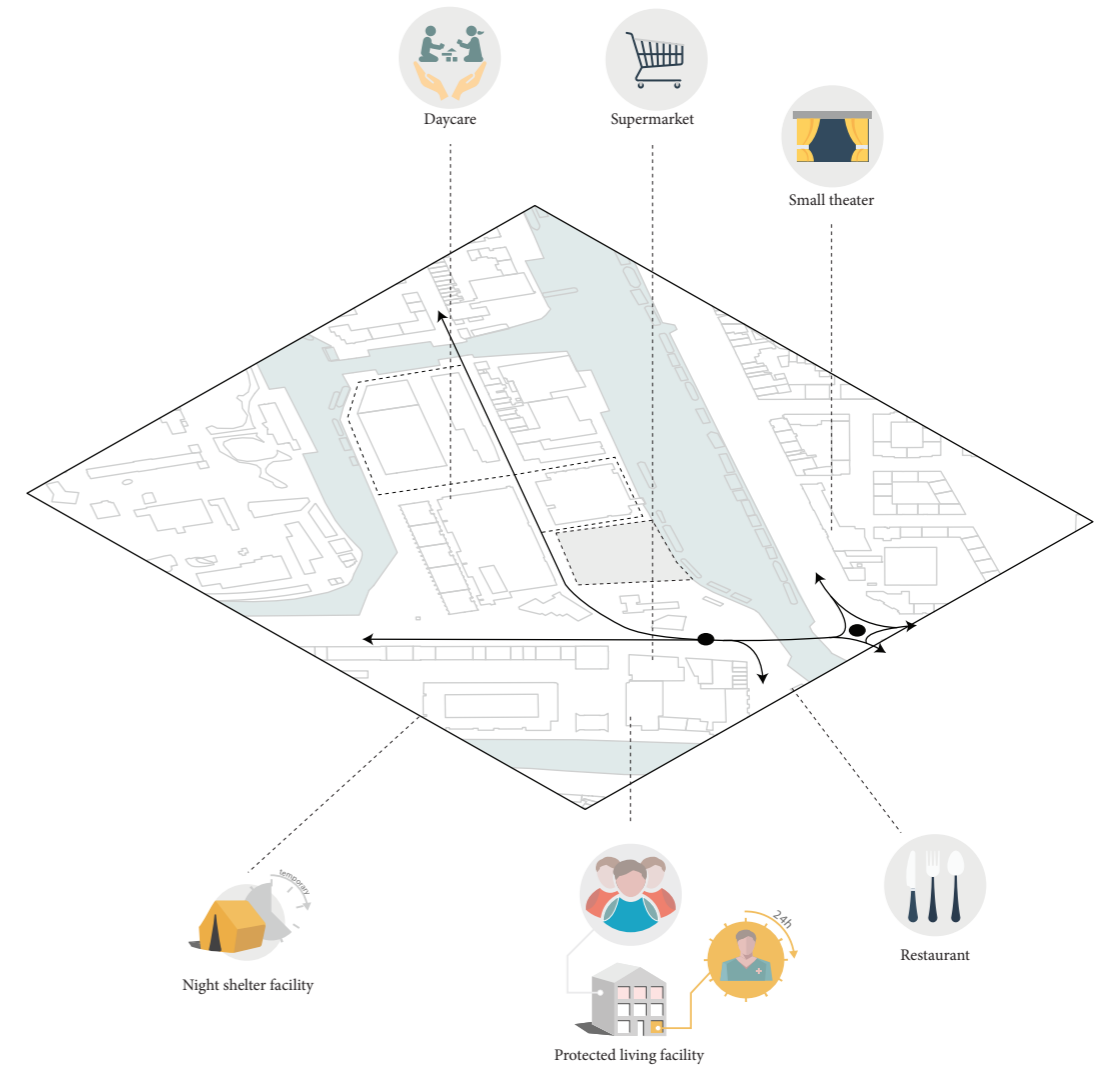 Daycare
Supermarket
Small theater
temporary
Night shelter facility
24h
Restaurant
Protected living facility